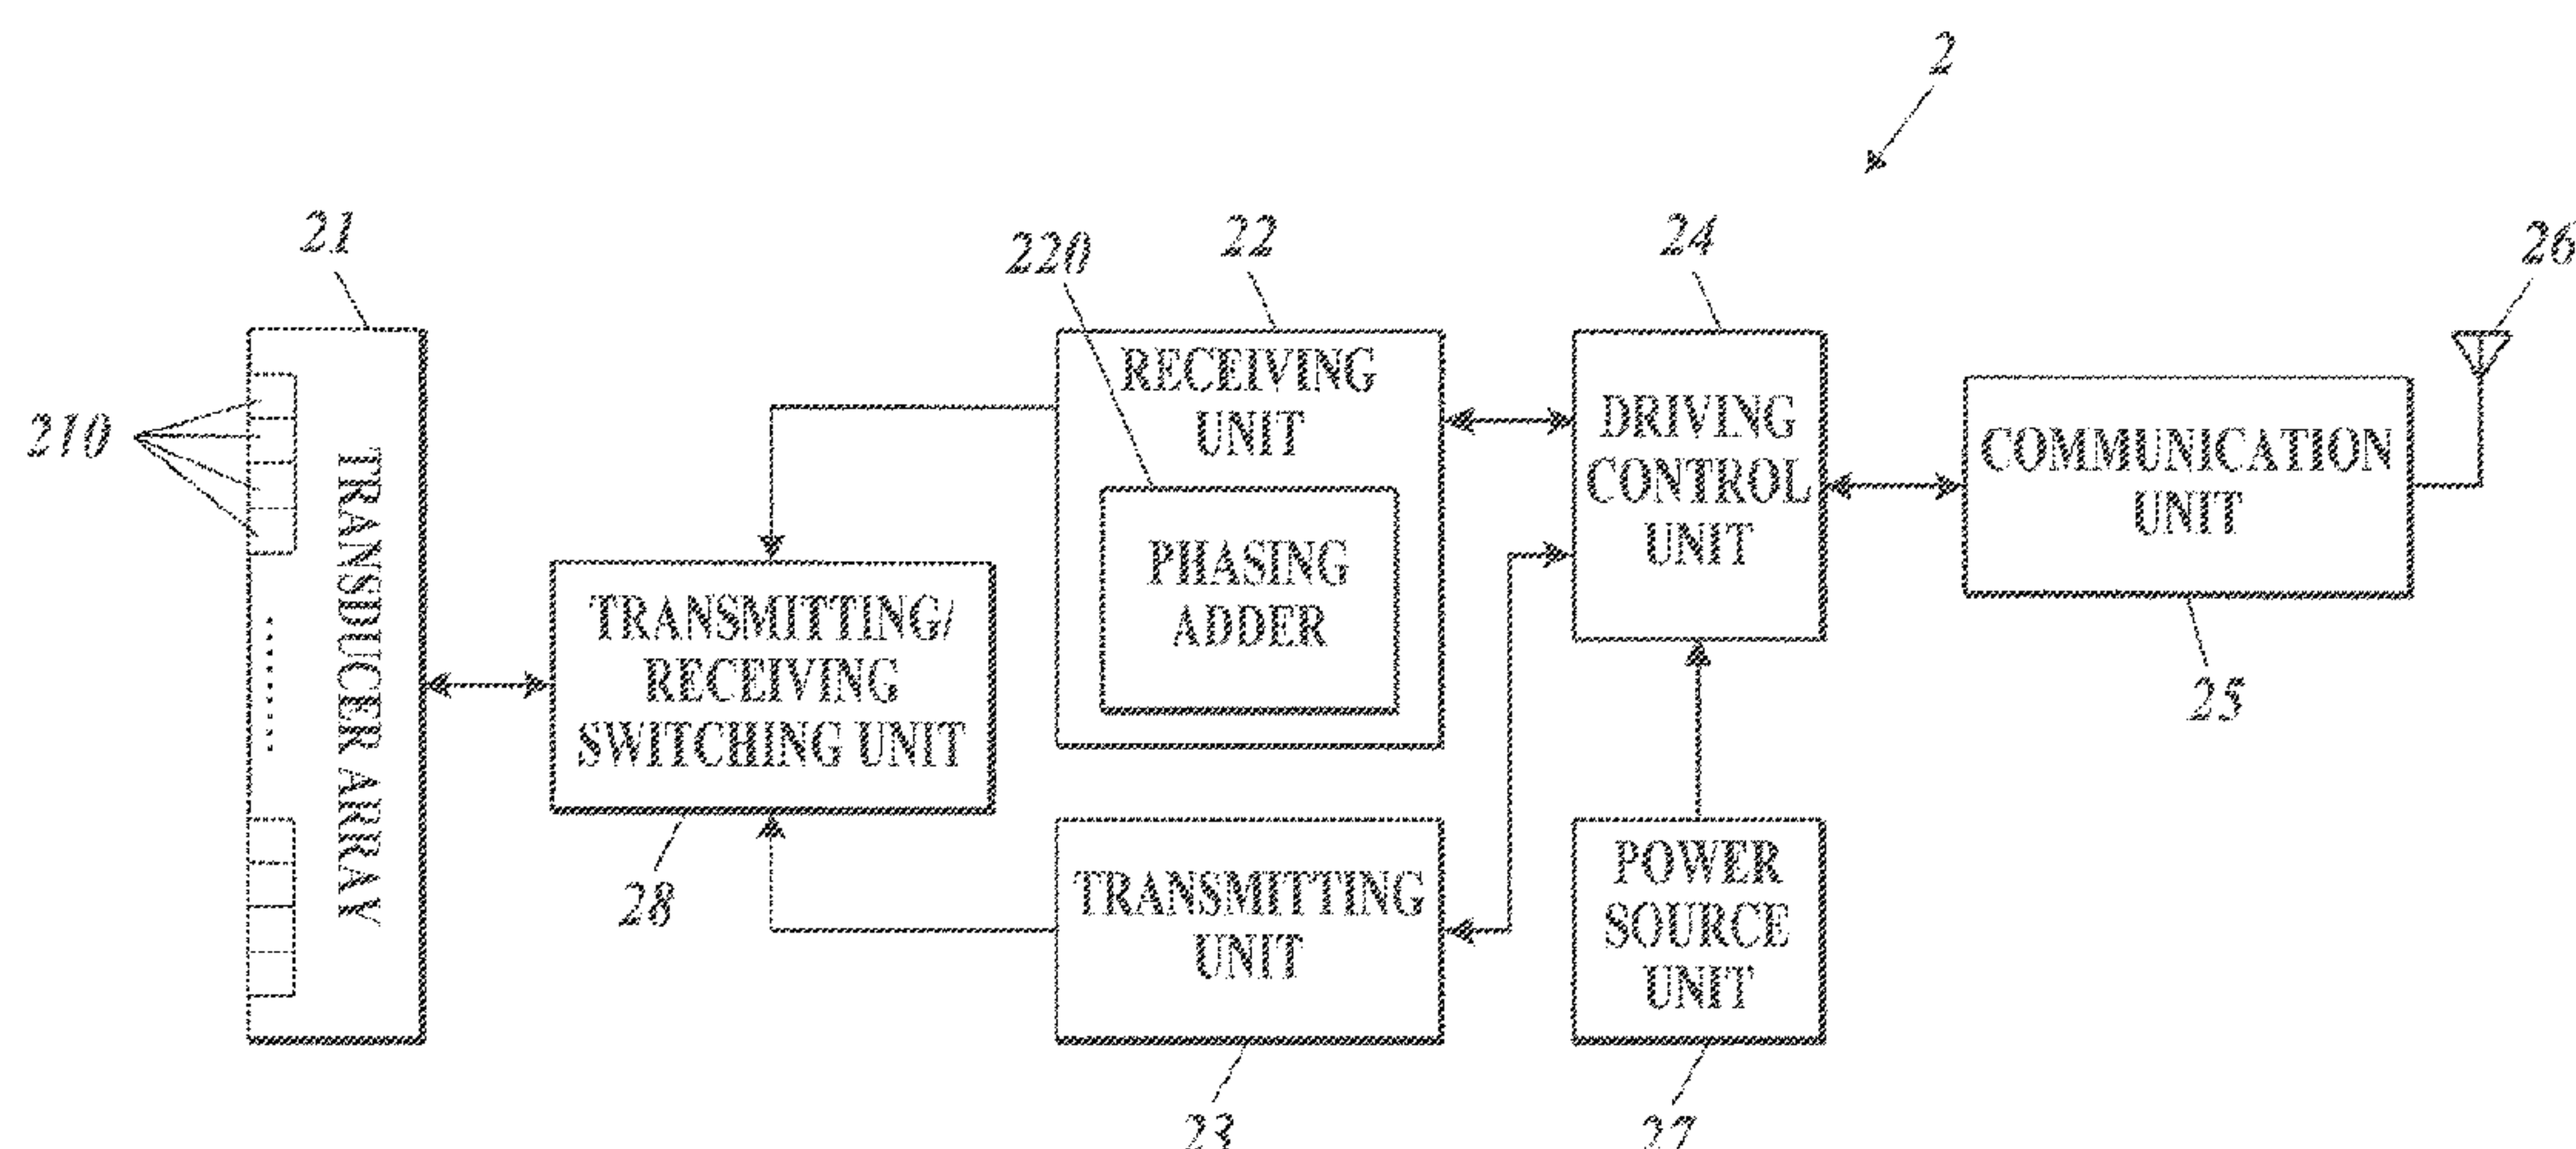 2
21
22
24
26
220
210
RECEIVING
UNIT
DRIVING
CONTROL
UNIT
COMMUNICATION
UNIT
TRANSDUCER ARRAY
PHASING
ADDER
TRANSMITTING/
RECEIVING
SWITCHING UNIT
25
28
TRANSMITTING
UNIT
POWER
SOURCE
UNIT
23
27